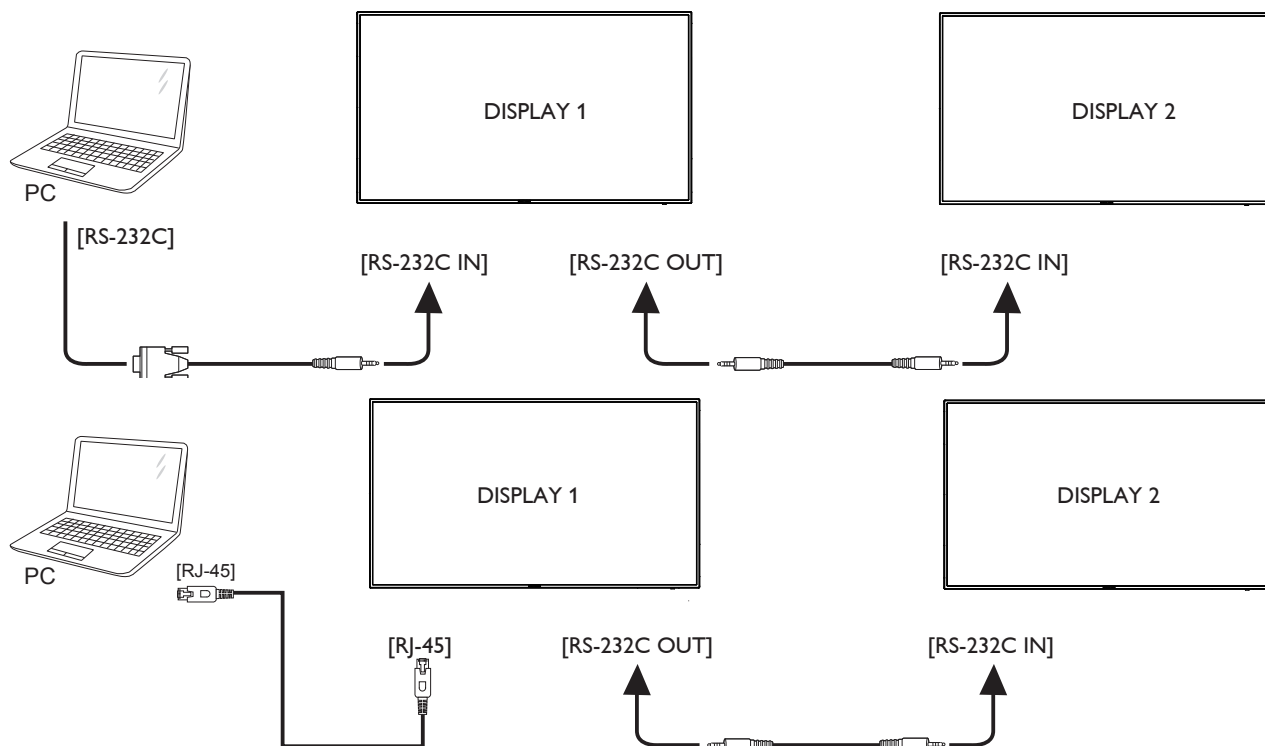 DISPLAY 1
DISPLAY 2
PC
[RS-232C]
[RS-232C IN]
[RS-232C OUT]
[RS-232C IN]
DISPLAY 1
DISPLAY 2
PC
[RJ-45]
[RJ-45]
[RS-232C OUT]
[RS-232C IN]